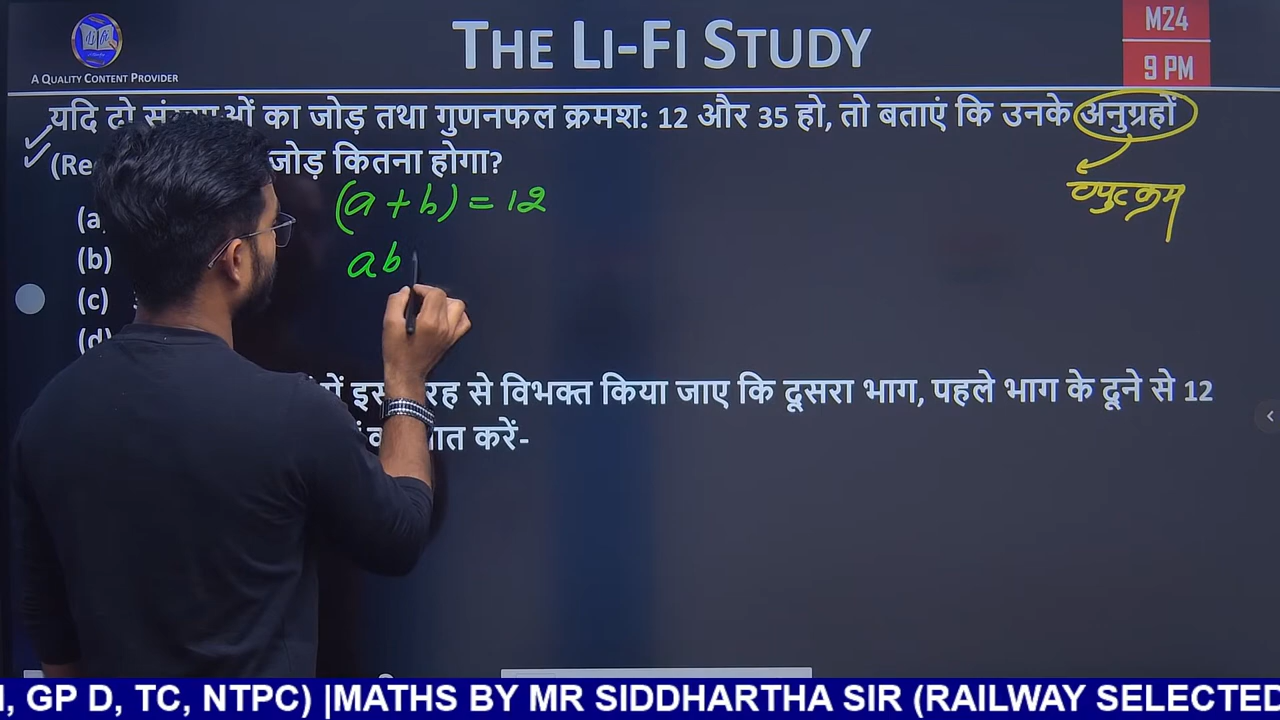 THE LI-FI STUDY
A QUALITY CONTENT PROVIDER
M24
9 PM
यदि दो का जोड़ तथा गुणनफल क्रमश: 12 और 35 हो, तो बताएं कि उनके अनुग्रहों
जोड़ कितना होगा?
व्युत्क्रम
(a + b) = 12
ab
(b)
(c)
इस से विभक्त किया जाए कि दूसरा भाग, पहले भाग के दूने से 12
करें-
GP D, TC, NTPC) |MATHS BY MR SIDDHARTHA SIR (RAILWAY SELECTED